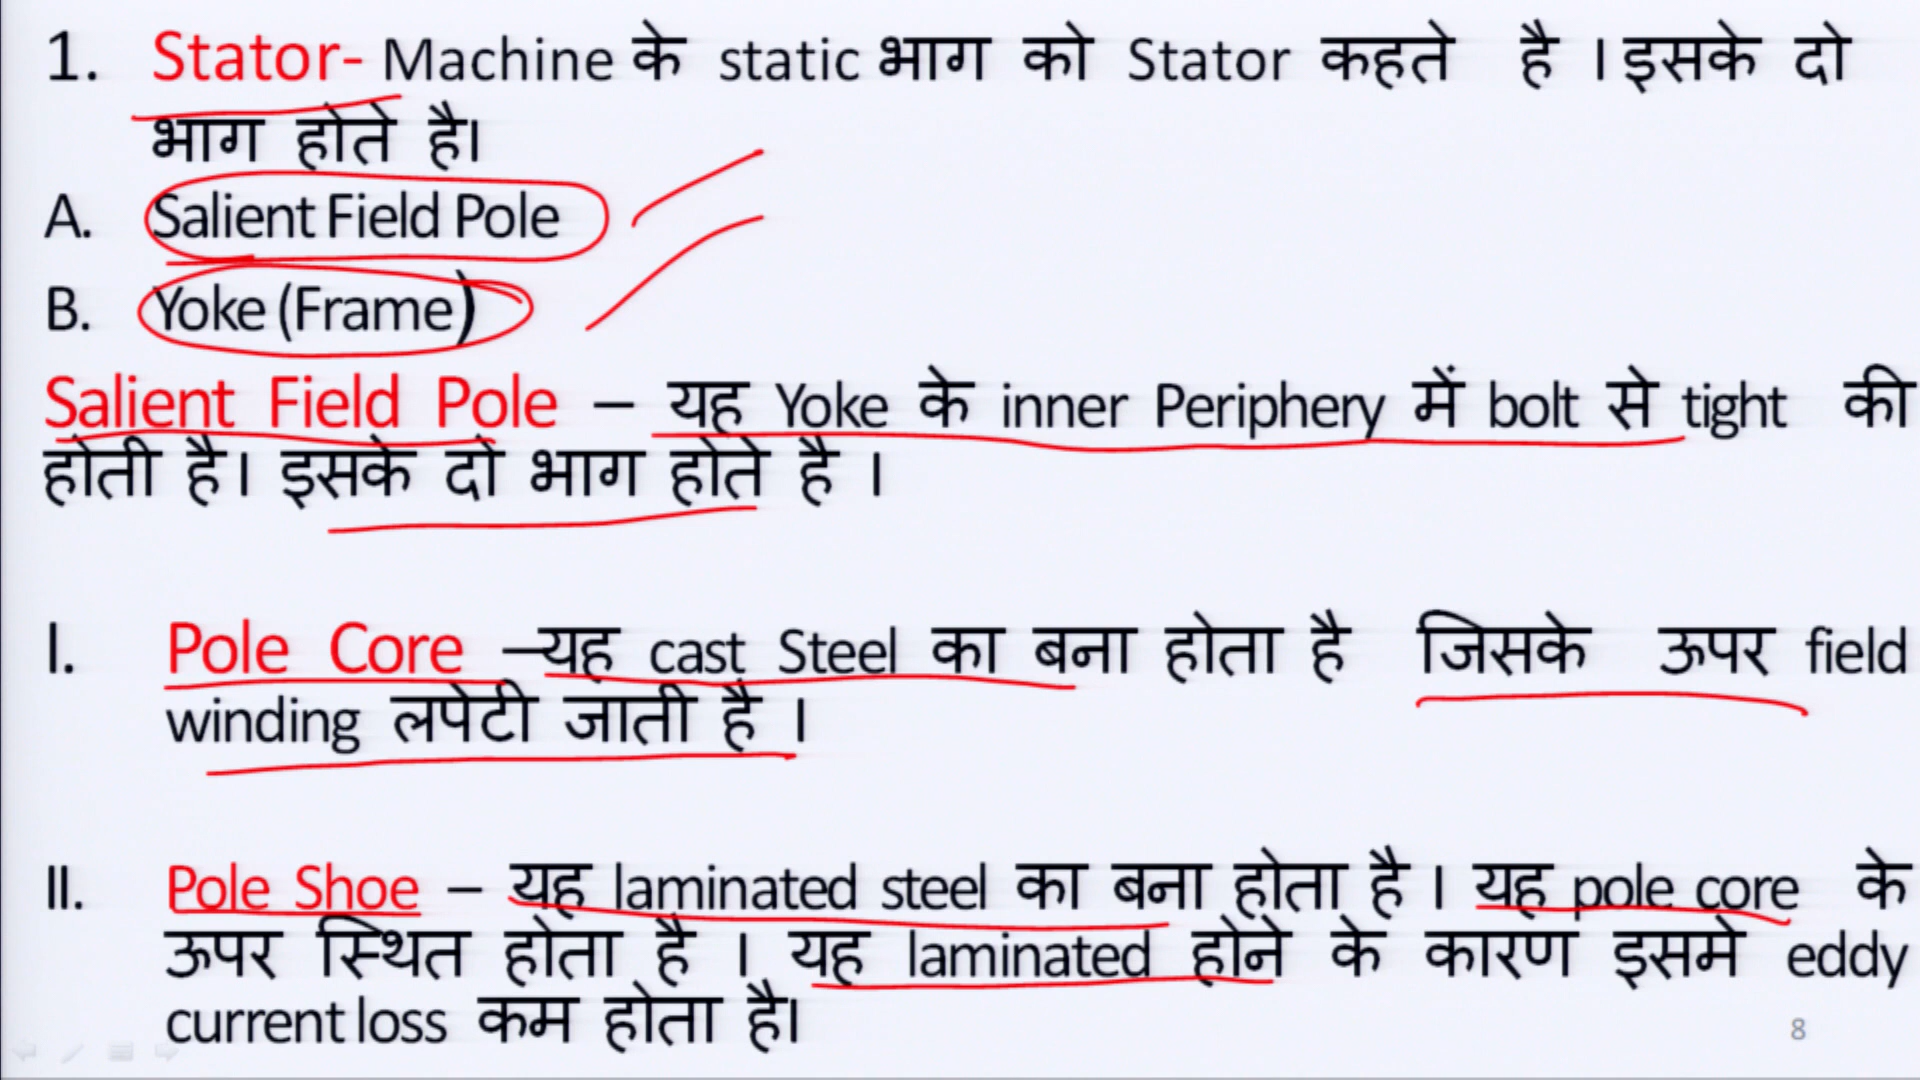 1. Stator- Machine के static भाग को Stator कहते है । इसके दो
भाग होते है।
A. Salient Field Pole
B. Yoke (Frame)
Salient Field Pole – यह Yoke के inner Periphery में bolt से tight की
होती है। इसके दो भाग होते है ।
I. Pole Core –यह cast Steel का बना होता है जिसके ऊपर field
winding लपेटी जाती है ।
II. Pole Shoe – यह laminated steel का बना होता है । यह pole core के
ऊपर स्थित होता है । यह laminated होने के कारण इसमे eddy
current loss कम होता है।
8